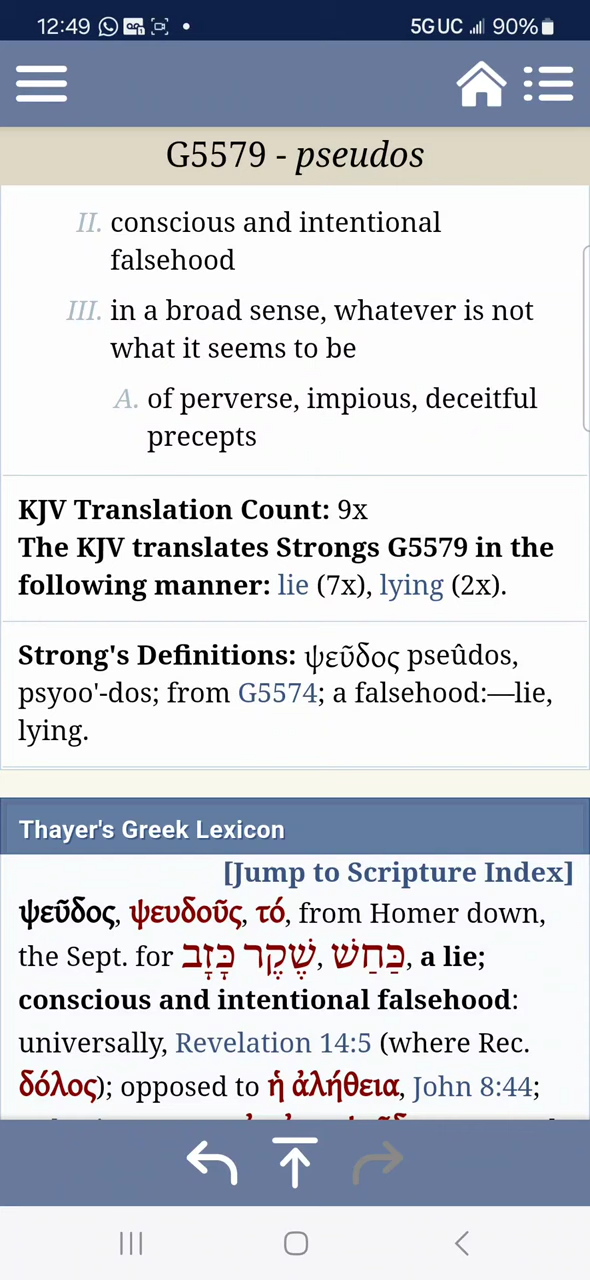 12:49 5G UC 90%
G5579 - pseudos
II. conscious and intentional
falsehood
III. in a broad sense, whatever is not
what it seems to be
A. of perverse, impious, deceitful
precepts
KJV Translation Count: 9x
The KJV translates Strongs G5579 in the
following manner: lie (7x), lying (2x).
Strong's Definitions: ψεῦδος pseûdos,
psyoo'-dos; from G5574; a falsehood:—lie,
lying.
Thayer's Greek Lexicon
[Jump to Scripture Index]
ψεῦδος, ψευδοῦς, τό, from Homer down,
the Sept. for שֶׁקֶר כָּזָב, כַּחַשׁ, a lie;
conscious and intentional falsehood:
universally, Revelation 14:5 (where Rec.
δόλος); opposed to ἡ ἀλήθεια, John 8:44;